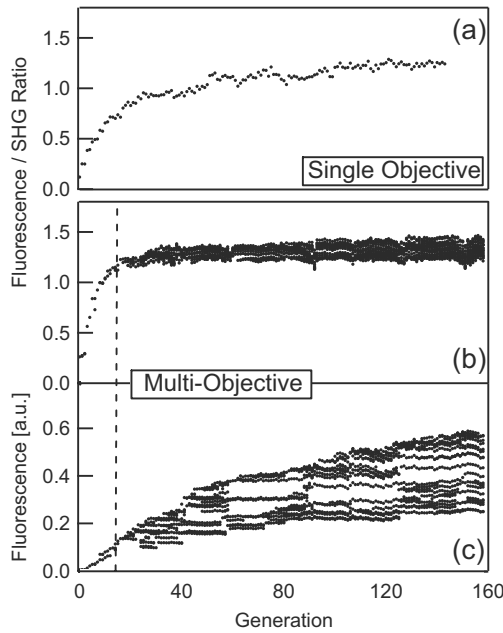 (a)
1.5
1.0
0.5
0.0
Single Objective
Fluorescence / SHG Ratio
1.5
1.0
0.5
0.0
(b)
Multi-Objective
Fluorescence [a.u.]
0.6
0.4
0.2
0.0
(c)
0
40
80
120
160
Generation